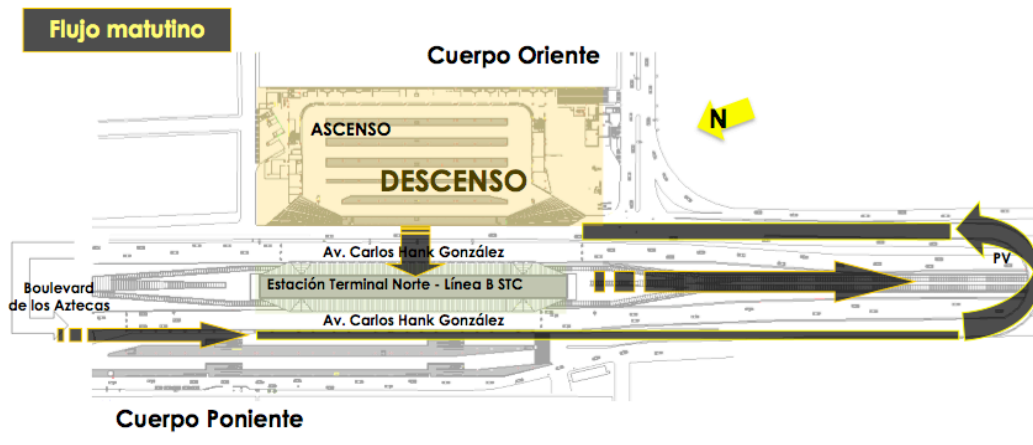 Flujo matutino
Cuerpo Oriente
N
ASCENSO
DESCENSO
Av. Carlos Hank González
PV
Boulevard
de los Aztecas
Estación Terminal Norte - Línea B STC
Av. Carlos Hank González
Cuerpo Poniente